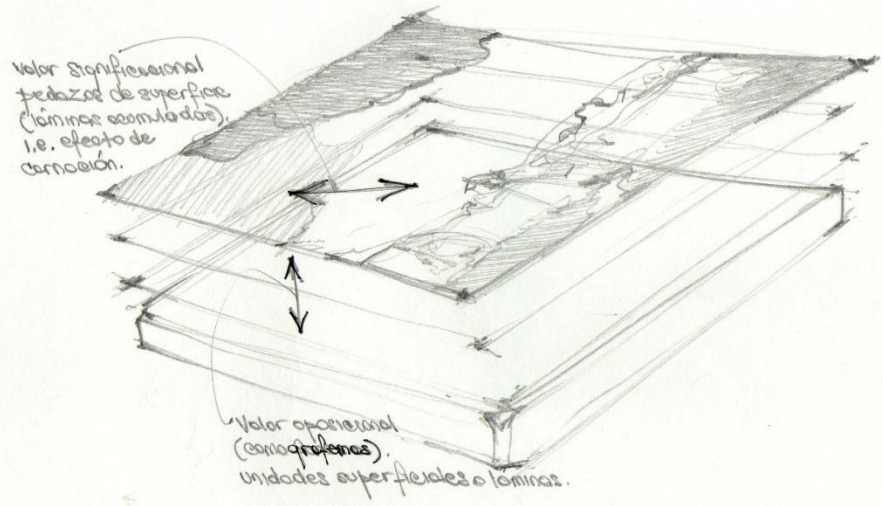 Valor significacional
pedazos de superficie
(láminas acumuladas).
i.e. efecto de
carnación.
Valor oposicional
(como grafemas).
unidades superficiales o láminas.